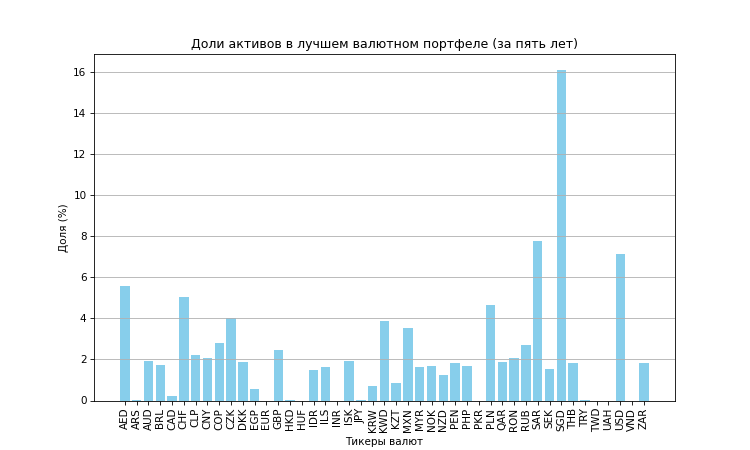 Доли активов в лучшем валютном портфеле (за пять лет)
Доля (%)
16
14
12
10
8
6
4
2
0
AED ARS AUD BRL CAD CHF CLP CNY COP CZK DKK EGP EUR GBP HKD HUF IDR ILS INR ISK JPY KRW KWD KZT MXN MYR NOK NZD PEN PHP PKR PLN QAR RON RUB SAR SEK SGD THB TRY TWD UAH USD VND ZAR
Тикеры валют